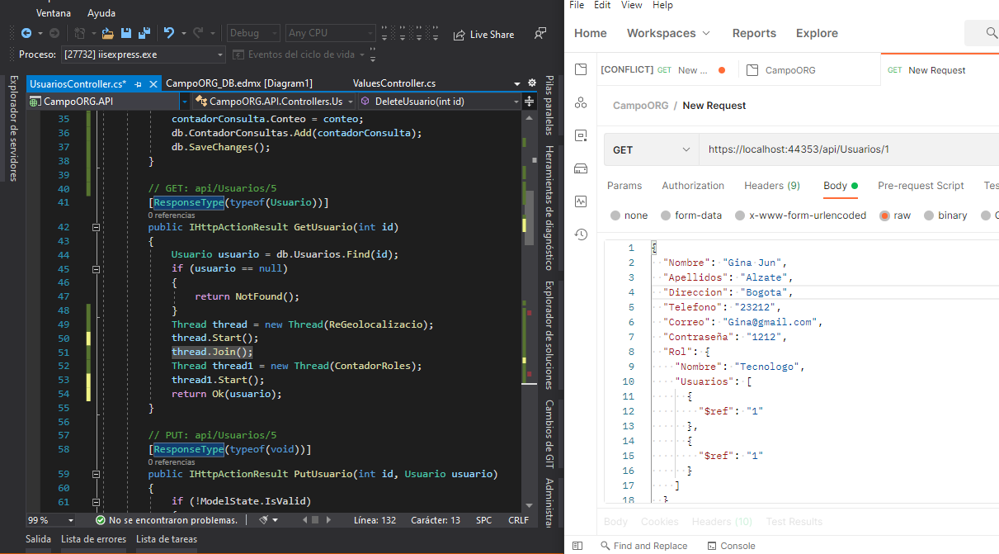 Ventana Ayuda
Debug Any CPU Live Share
Proceso: [27732] iisexpress.exe Eventos del ciclo de vida
Explorador de servidores
UsuariosController.cs* CampoORG_DB.edmx [Diagram1] ValuesController.cs
CampoORG.API CampoORG.API.Controllers.Us DeleteUsuario(int id)
35 contadorConsulta.Conteo = conteo;
36 db.ContadorConsultas.Add(contadorConsulta);
37 db.SaveChanges();
38 }
39
40 // GET: api/Usuarios/5
41 [ResponseType(typeof(Usuario))]
0 referencias
42 public IHttpActionResult GetUsuario(int id)
43 {
44 Usuario usuario = db.Usuarios.Find(id);
45 if (usuario == null)
46 {
47 return NotFound();
48 }
49 Thread thread = new Thread(ReGeolocalizacio);
50 thread.Start();
51 thread.Join();
52 Thread thread1 = new Thread(ContadorRoles);
53 thread1.Start();
54 return Ok(usuario);
55 }
56
57 // PUT: api/Usuarios/5
58 [ResponseType(typeof(void))]
0 referencias
59 public IHttpActionResult PutUsuario(int id, Usuario usuario)
60 {
61 if (!ModelState.IsValid)
99 % No se encontraron problemas. Línea: 132 Carácter: 13 SPC CRLF
Salida Lista de errores Lista de tareas
Pilas paralelas
Herramientas de diagnóstico
Explorador de soluciones
Cambios de GIT
File Edit View Help
Home Workspaces Reports Explore
[CONFLICT] GET New ... CampoORG GET New Request
CampoORG / New Request
GET https://localhost:44353/api/Usuarios/1
Params Authorization Headers (9) Body Pre-request Script
none form-data x-www-form-urlencoded raw binary
1 {
2 "Nombre": "Gina Jun",
3 "Apellidos": "Alzate",
4 "Direccion": "Bogota",
5 "Telefono": "23212",
6 "Correo": "Gina@gmail.com",
7 "Contraseña": "1212",
8 "Rol": {
9 "Nombre": "Tecnologo",
10 "Usuarios": [
11 {
12 "$ref": "1"
13 },
14 {
15 "$ref": "1"
16 }
17 ]
18 }
Body Cookies Headers (10) Test Results
Find and Replace Console